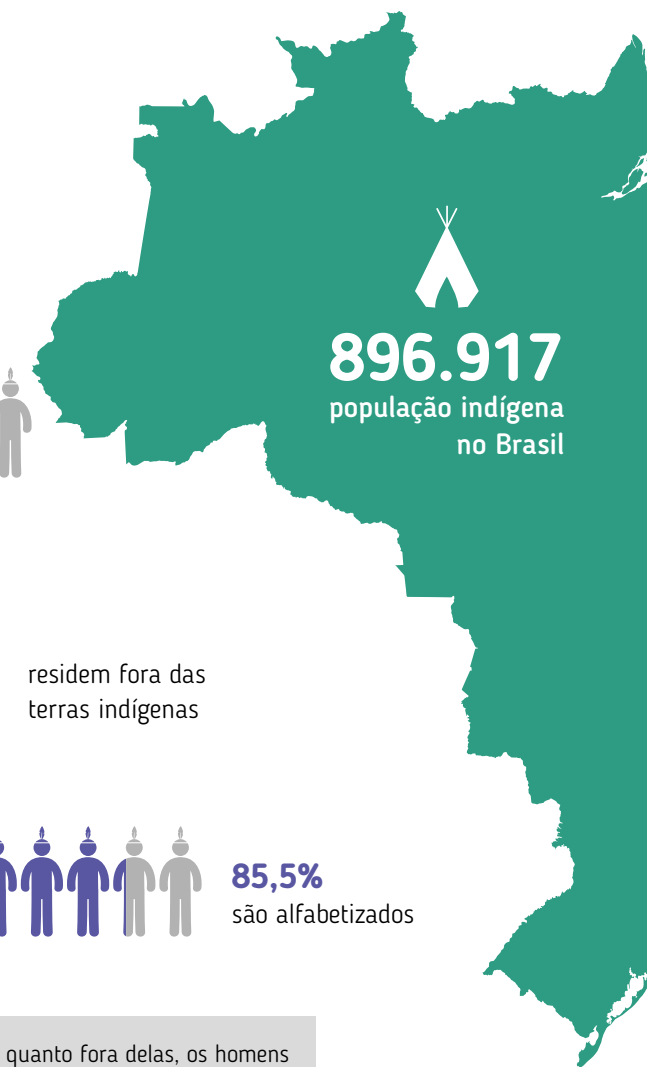 896.917
população indígena
no Brasil
residem fora das
terras indígenas
85,5%
são alfabetizados
quanto fora delas, os homens